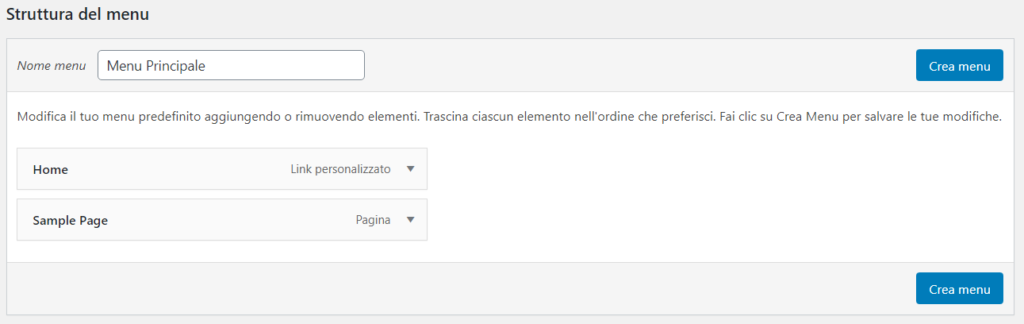 Struttura del menu
Nome menu Menu Principale Crea menu
Modifica il tuo menu predefinito aggiungendo o rimuovendo elementi. Trascina ciascun elemento nell'ordine che preferisci. Fai clic su Crea Menu per salvare le tue modifiche.
Home Link personalizzato
Sample Page Pagina
Crea menu